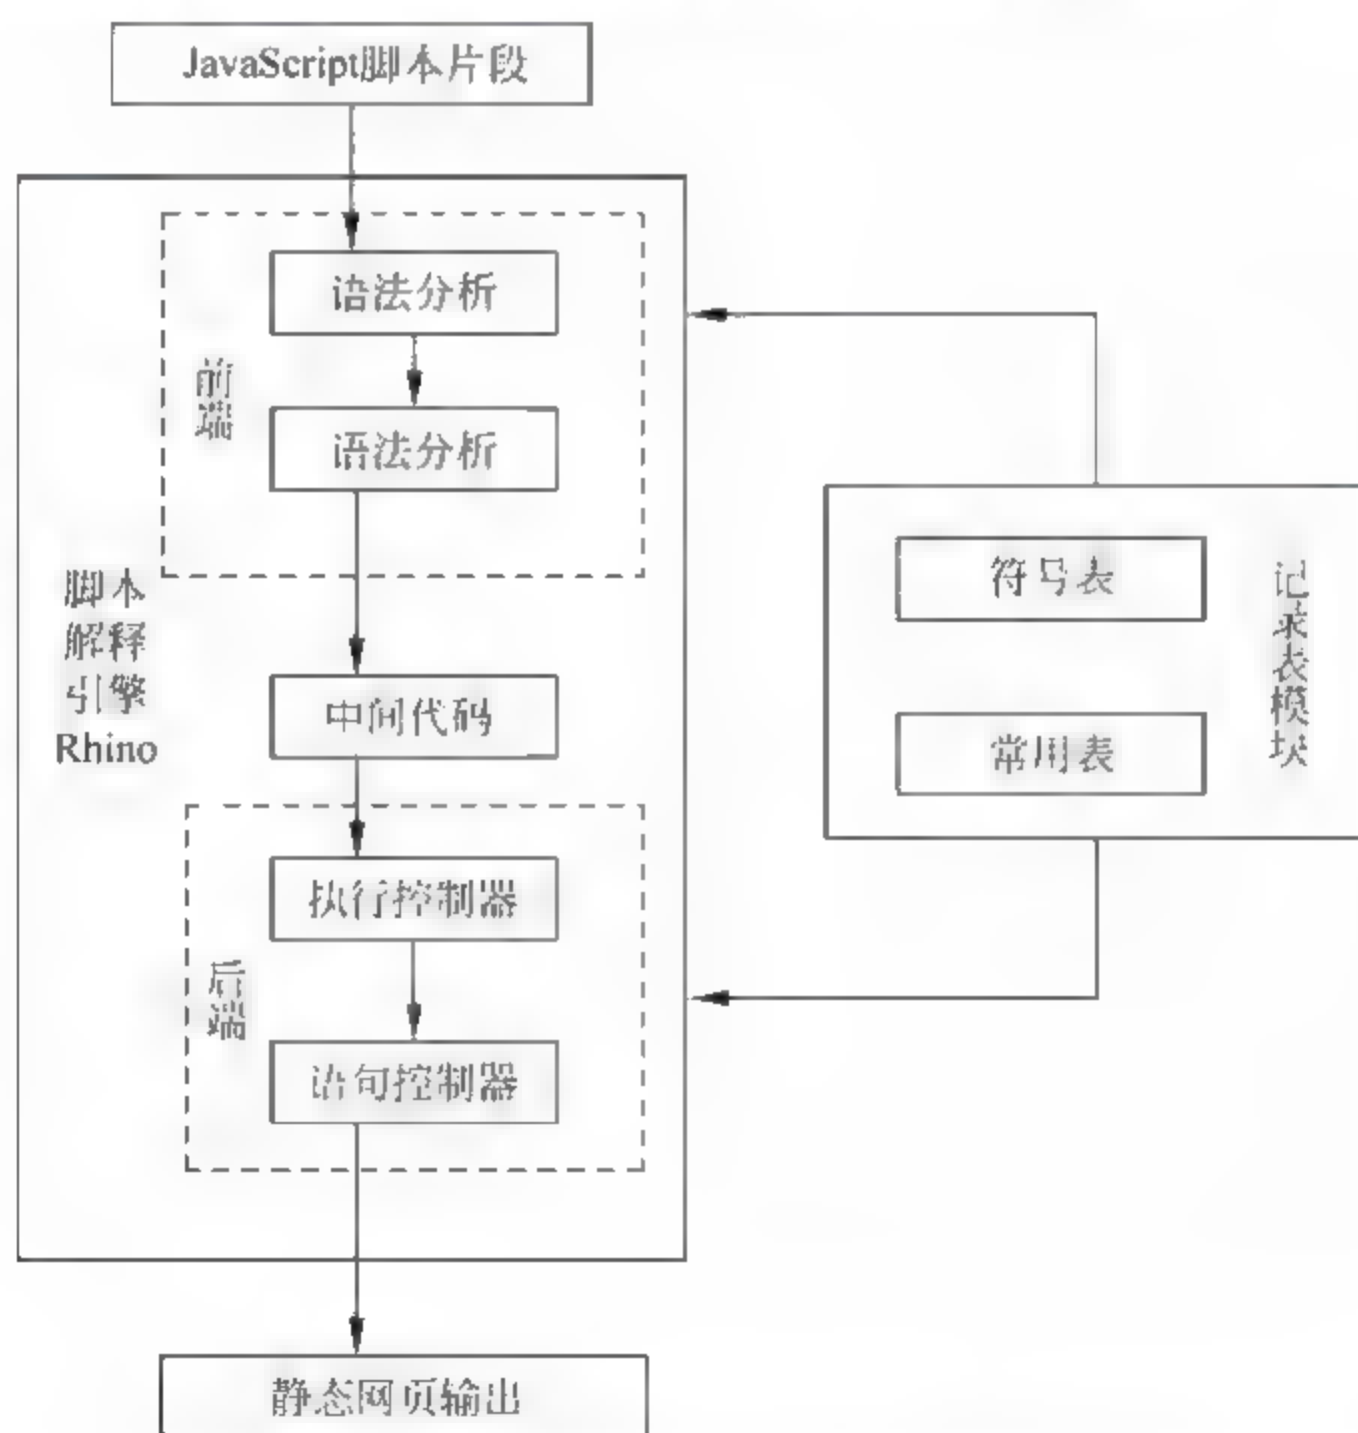 JavaScript脚本片段
语法分析
前端
语法分析
脚本
解释
引擎
Rhino
中间代码
执行控制器
后端
语句控制器
静态网页输出
符号表
常用表
记录表模块